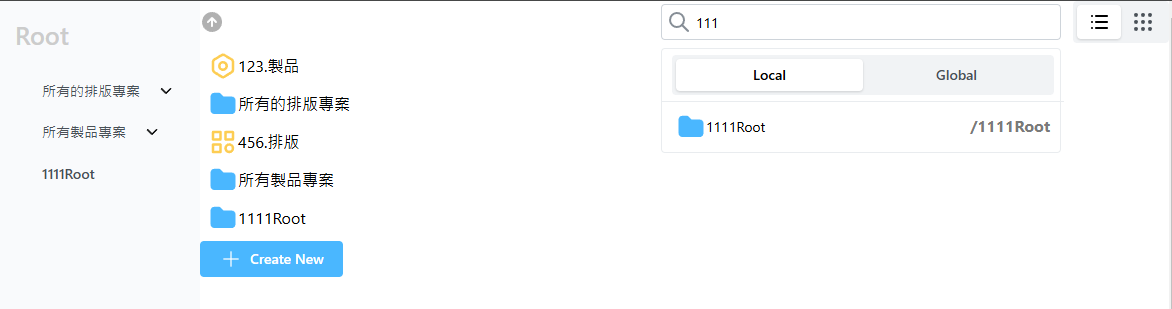 Root
所有的排版專案
所有製品專案
1111Root
123.製品
所有的排版專案
456.排版
所有製品專案
1111Root
Create New
111
Local Global
1111Root /1111Root